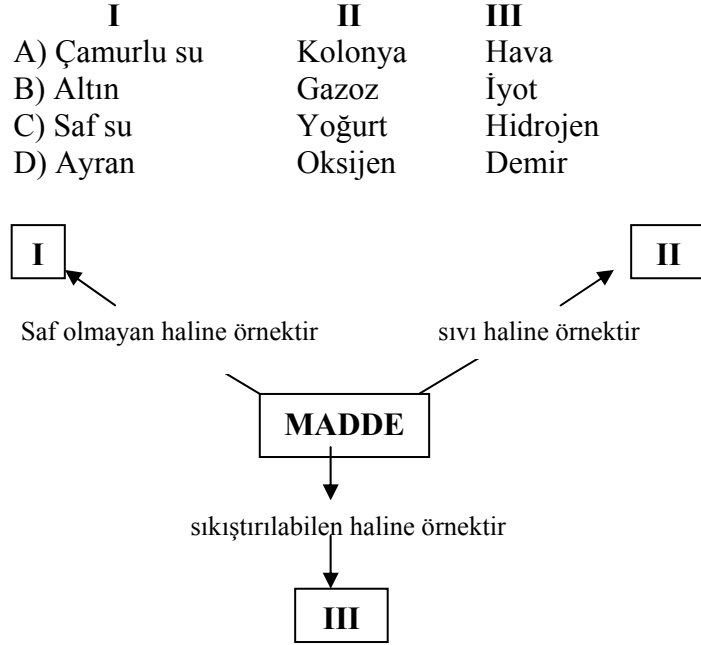 I II III
A) Çamurlu su Kolonya Hava
B) Altın Gazoz İyot
C) Saf su Yoğurt Hidrojen
D) Ayran Oksijen Demir
I II
Saf olmayan haline örnektir sıvı haline örnektir
MADDE
sıkıştırılabilen haline örnektir
III